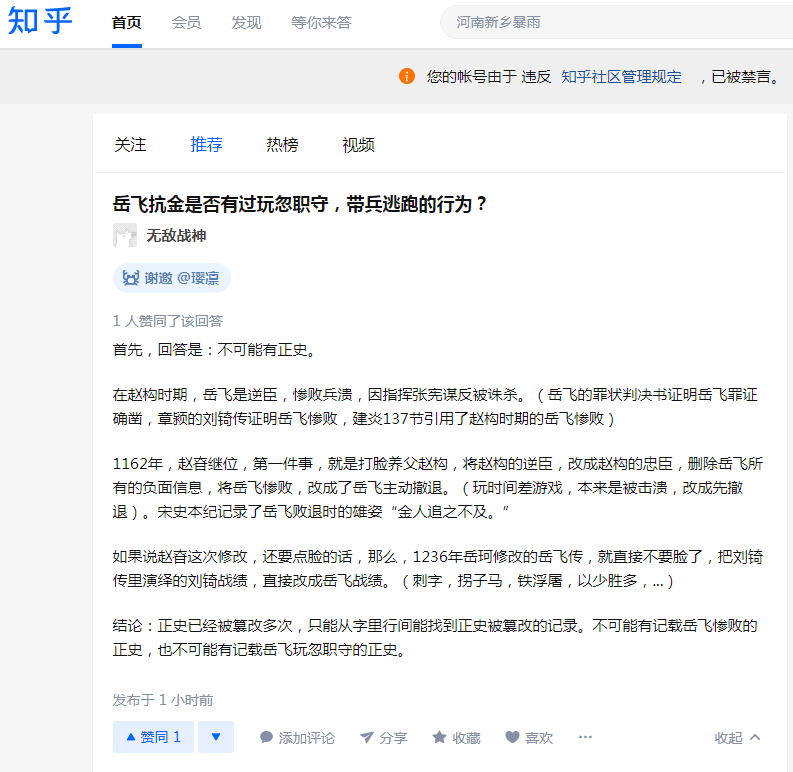 知乎 首页 会员 发现 等你来答 河南新乡暴雨
您的帐号由于 违反 知乎社区管理规定 ，已被禁言。
关注 推荐 热榜 视频
岳飞抗金是否有过玩忽职守，带兵逃跑的行为？
无敌战神
谢邀 @璎凛
1 人赞同了该回答
首先，回答是：不可能有正史。
在赵构时期，岳飞是逆臣，惨败兵溃，因指挥张宪谋反被诛杀。（岳飞的罪状判决书证明岳飞罪证
确凿，章颖的刘锜传证明岳飞惨败，建炎137节引用了赵构时期的岳飞惨败）
1162年，赵昚继位，第一件事，就是打脸养父赵构，将赵构的逆臣，改成赵构的忠臣，删除岳飞所
有的负面信息，将岳飞惨败，改成了岳飞主动撤退。（玩时间差游戏，本来是被击溃，改成先撤
退）。宋史本纪记录了岳飞败退时的雄姿“金人追之不及。”
如果说赵昚这次修改，还要点脸的话，那么，1236年岳珂修改的岳飞传，就直接不要脸了，把刘锜
传里演绎的刘锜战绩，直接改成岳飞战绩。（刺字，拐子马，铁浮屠，以少胜多，...）
结论：正史已经被篡改多次，只能从字里行间能找到正史被篡改的记录。不可能有记载岳飞惨败的
正史，也不可能有记载岳飞玩忽职守的正史。
发布于 1 小时前
赞同 1 添加评论 分享 收藏 喜欢 ··· 收起